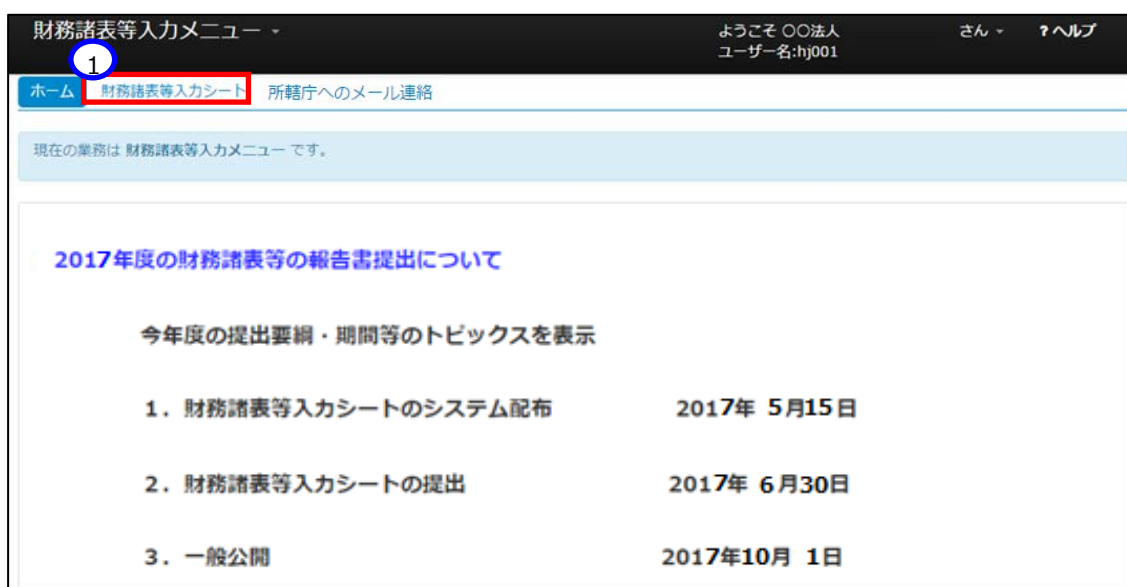 財務諸表等入力メニュー
ようこそ 〇〇法人 さん ?ヘルプ
ユーザー名:hj001
1
ホーム 財務諸表等入力シート 所轄庁へのメール連絡
現在の業務は 財務諸表等入力メニュー です。
2017年度の財務諸表等の報告書提出について
今年度の提出要綱・期間等のトピックスを表示
1. 財務諸表等入力シートのシステム配布 2017年 5月15日
2. 財務諸表等入力シートの提出 2017年 6月30日
3. 一般公開 2017年10月 1日